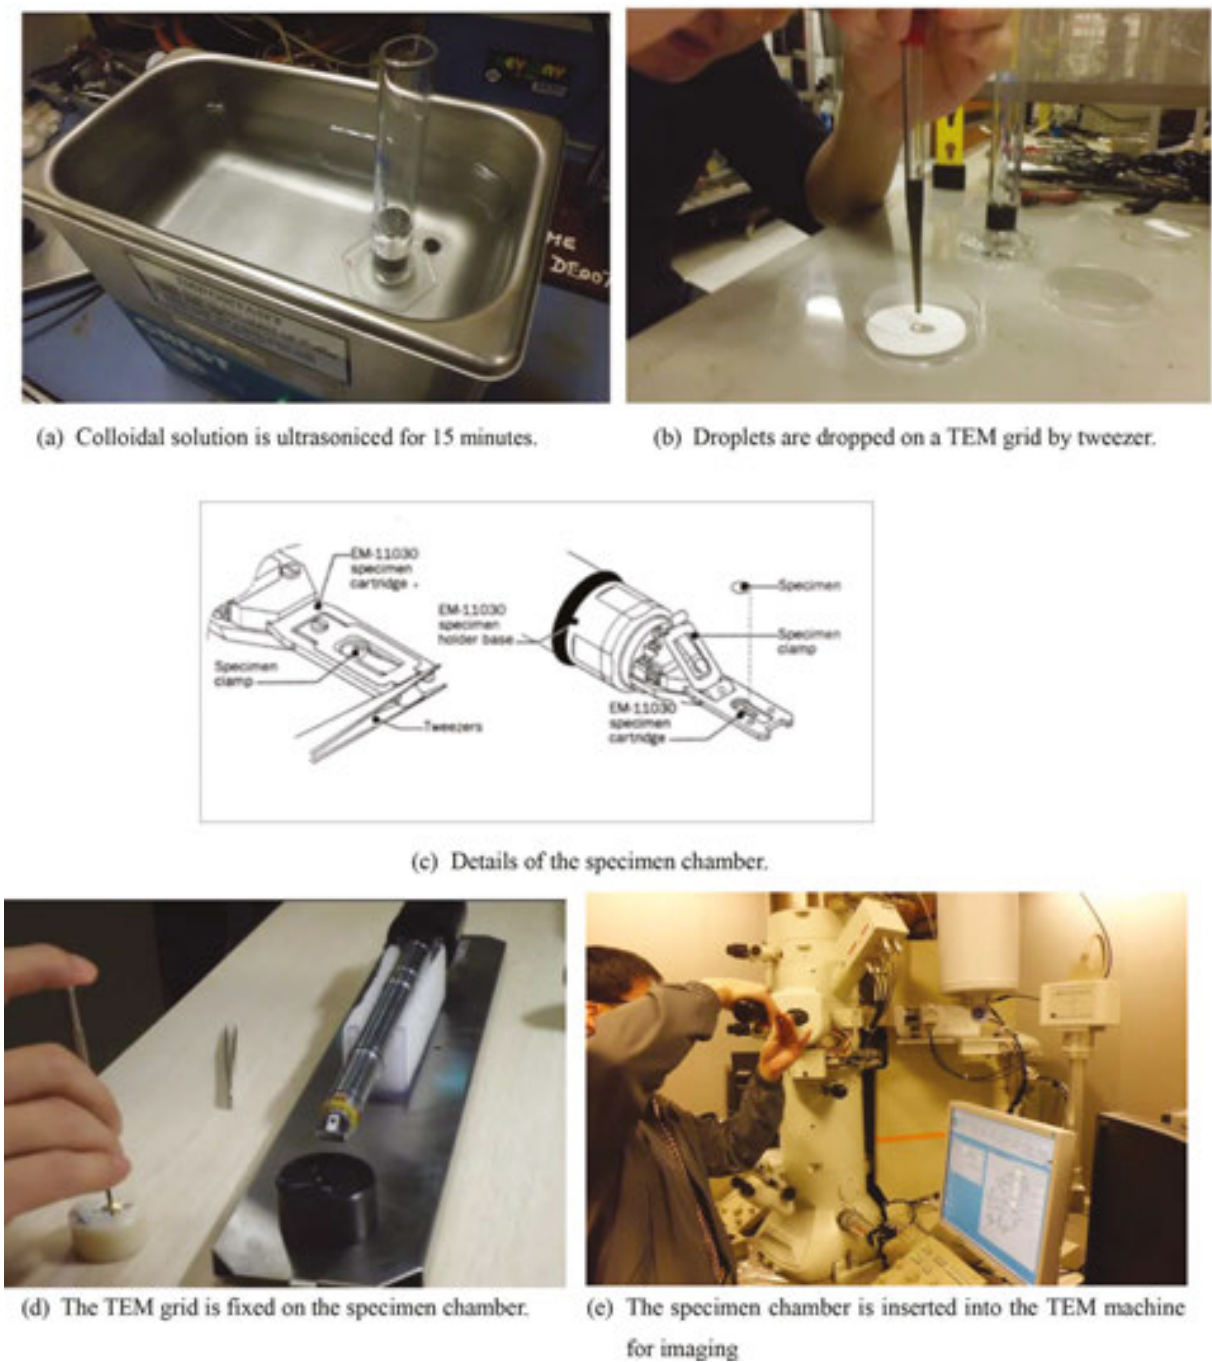 ME
DE007
(a) Colloidal solution is ultrasoniced for 15 minutes.
(b) Droplets are dropped on a TEM grid by tweezer.
EM-11030
specimen
cartridge
Specimen
clamp
Tweezers
EM-11030
specimen
holder base
Specimen
Specimen
clamp
EM-11030
specimen
cartridge
(c) Details of the specimen chamber.
(d) The TEM grid is fixed on the specimen chamber.
(e) The specimen chamber is inserted into the TEM machine
for imaging